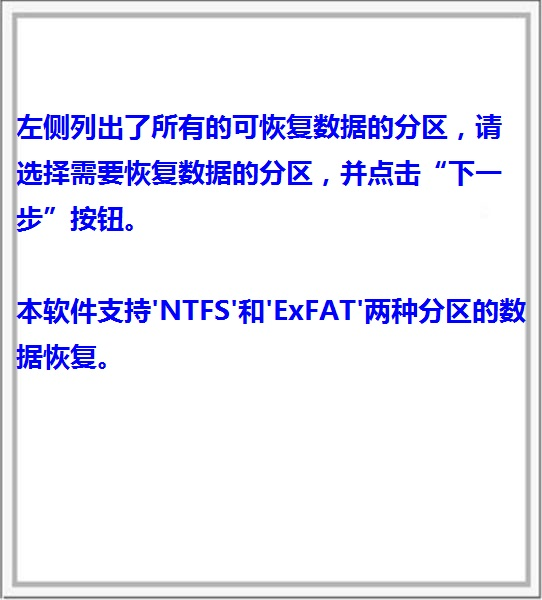 左侧列出了所有的可恢复数据的分区，请
选择需要恢复数据的分区，并点击“下一
步”按钮。
本软件支持'NTFS'和'ExFAT'两种分区的数
据恢复。